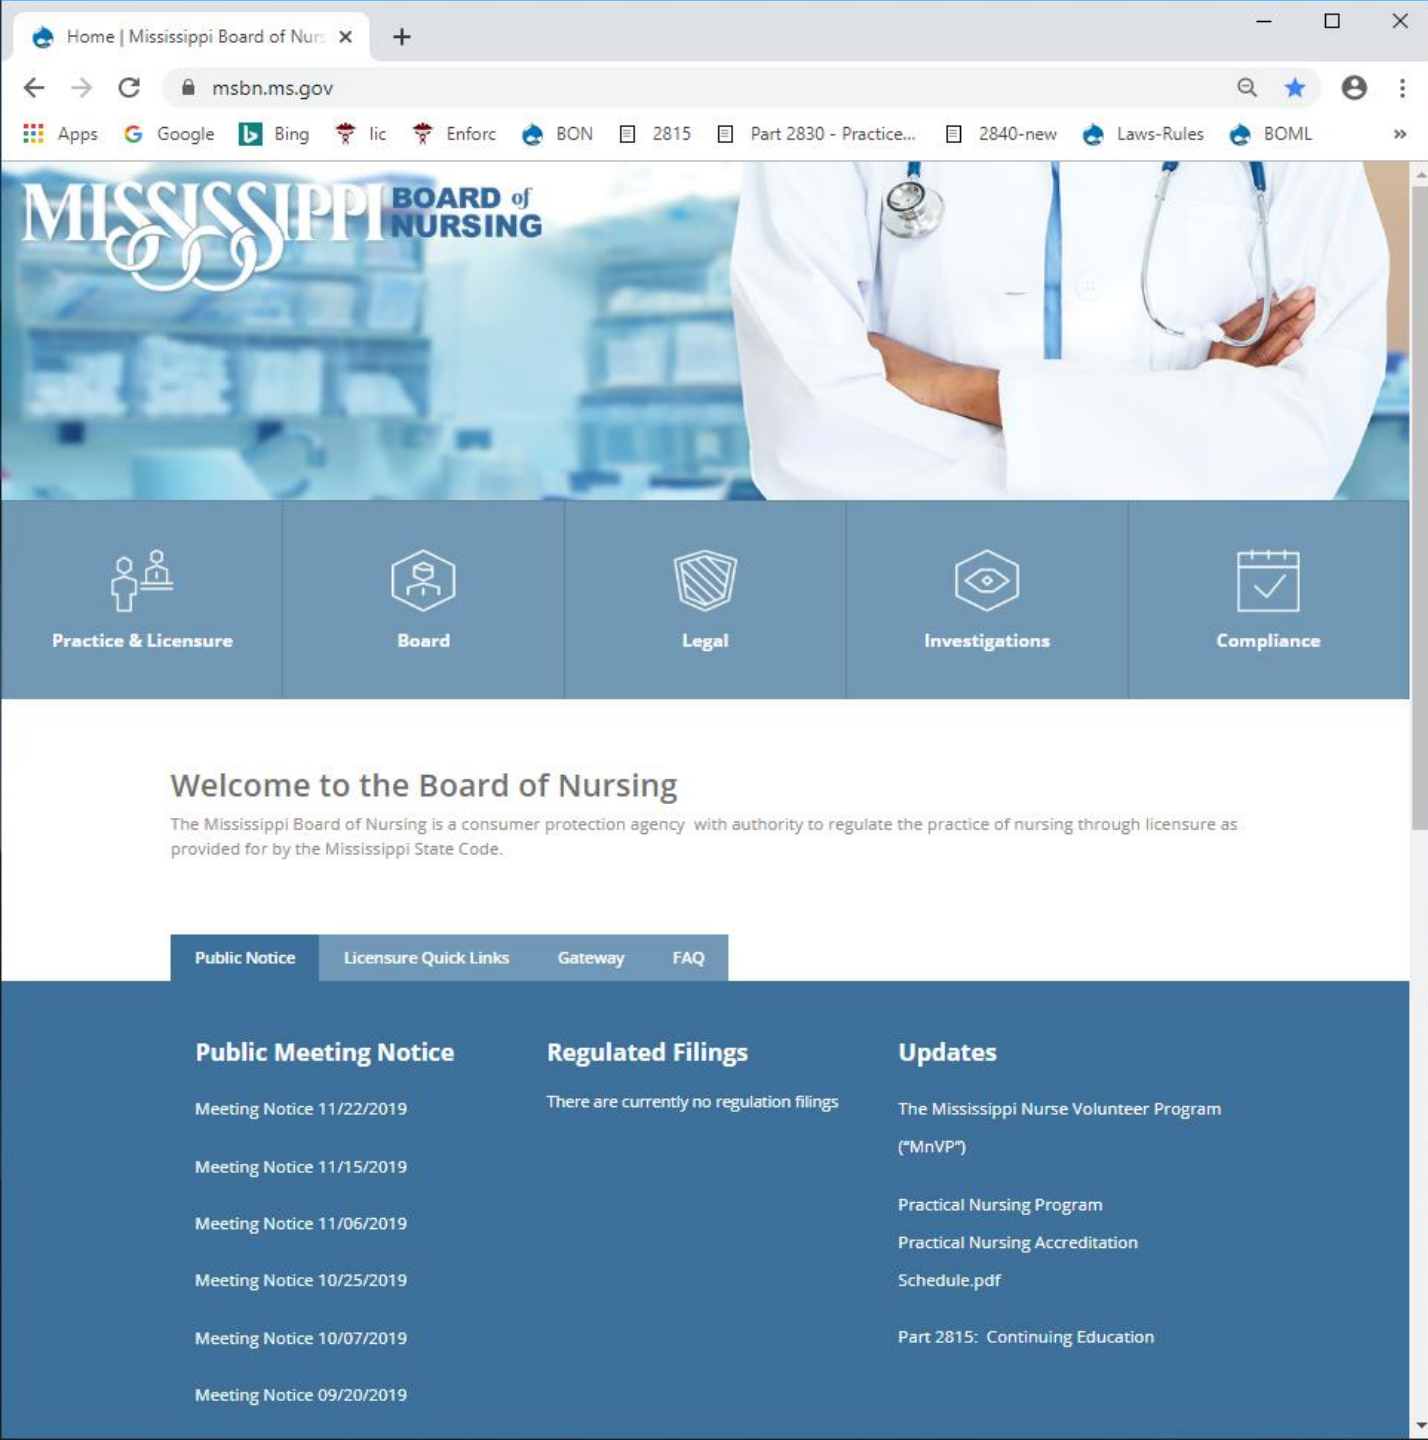 Home | Mississippi Board of Nurs
msbn.ms.gov
Apps Google Bing lic Enforc BON 2815 Part 2830 - Practice... 2840-new Laws-Rules BOML »
MISSISSIPPI BOARD of NURSING
Practice & Licensure Board Legal Investigations Compliance
Welcome to the Board of Nursing
The Mississippi Board of Nursing is a consumer protection agency with authority to regulate the practice of nursing through licensure as
provided for by the Mississippi State Code.
Public Notice Licensure Quick Links Gateway FAQ
Public Meeting Notice
Meeting Notice 11/22/2019
Meeting Notice 11/15/2019
Meeting Notice 11/06/2019
Meeting Notice 10/25/2019
Meeting Notice 10/07/2019
Meeting Notice 09/20/2019
Regulated Filings
There are currently no regulation filings
Updates
The Mississippi Nurse Volunteer Program
("MnVP")
Practical Nursing Program
Practical Nursing Accreditation
Schedule.pdf
Part 2815: Continuing Education